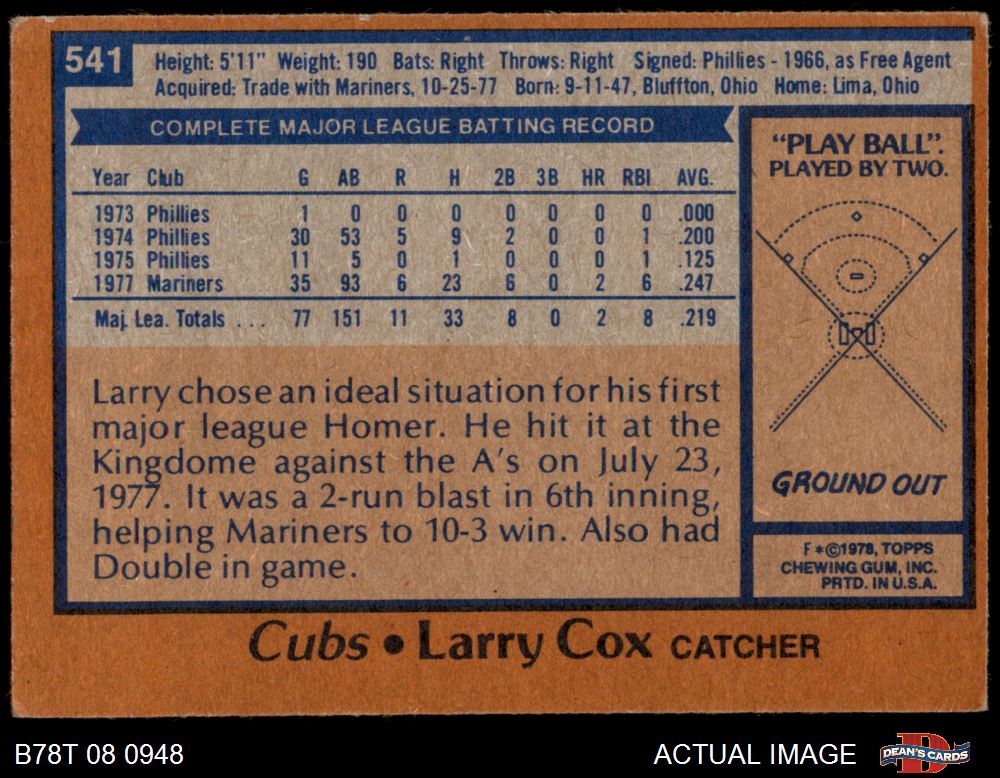 541
Height: 5'11" Weight: 190 Bats: Right Throws: Right Signed: Phillies - 1966, as Free Agent
Acquired: Trade with Mariners, 10-25-77 Born: 9-11-47, Bluffton, Ohio Home: Lima, Ohio
COMPLETE MAJOR LEAGUE BATTING RECORD
Year Club G AB R H 2B 3B HR RBI AVG.
1973 Phillies 1 0 0 0 0 0 0 0 .000
1974 Phillies 30 53 5 9 2 0 0 1 .200
1975 Phillies 11 5 0 1 0 0 0 1 .125
1977 Mariners 35 93 6 23 6 0 2 6 .247
Maj. Lea. Totals ... 77 151 11 33 8 0 2 8 .219
Larry chose an ideal situation for his first
major league Homer. He hit it at the
Kingdome against the A's on July 23,
1977. It was a 2-run blast in 6th inning,
helping Mariners to 10-3 win. Also had
Double in game.
"PLAY BALL".
PLAYED BY TWO.
GROUND OUT
F*©1978, TOPPS
CHEWING GUM, INC.
PRTD. IN U.S.A.
Cubs • Larry Cox CATCHER
B78T 08 0948
ACTUAL IMAGE
D
DEAN'S CARDS